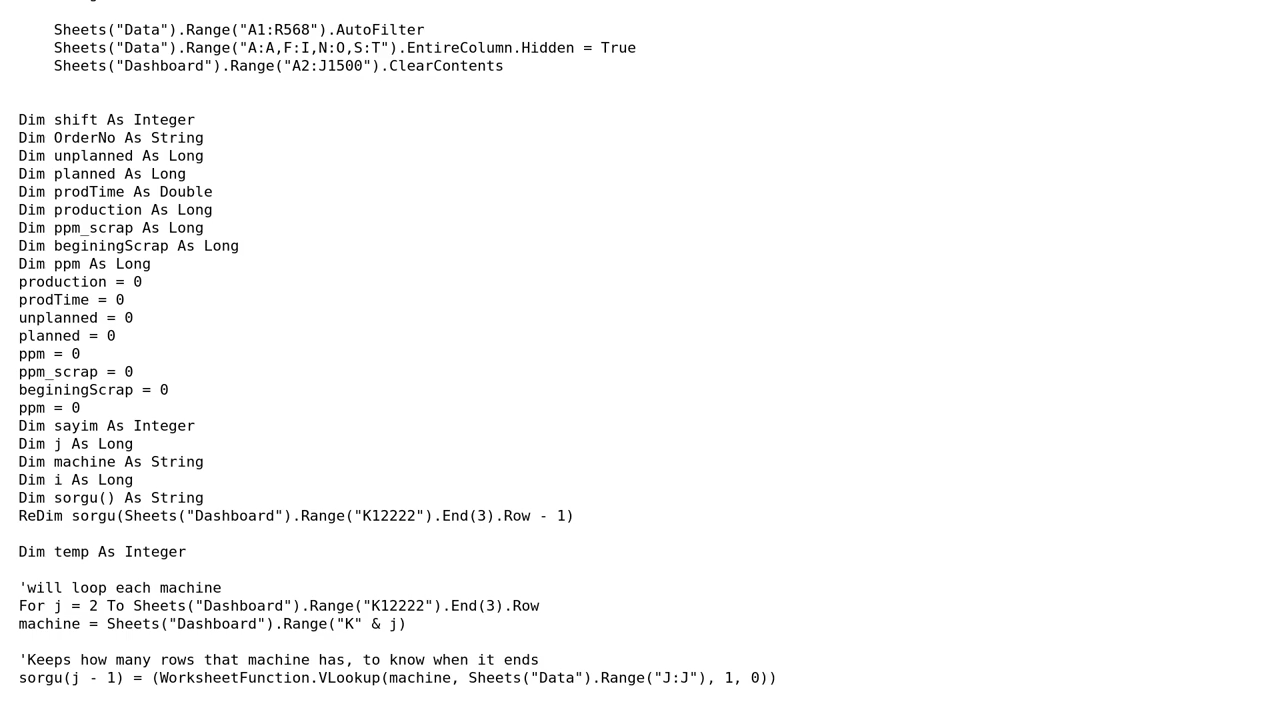 Sheets("Data").Range("A1:R568").AutoFilter
Sheets("Data").Range("A:A,F:I,N:O,S:T").EntireColumn.Hidden = True
Sheets("Dashboard").Range("A2:J1500").ClearContents
Dim shift As Integer
Dim OrderNo As String
Dim unplanned As Long
Dim planned As Long
Dim prodTime As Double
Dim production As Long
Dim ppm_scrap As Long
Dim beginingScrap As Long
Dim ppm As Long
production = 0
prodTime = 0
unplanned = 0
planned = 0
ppm = 0
ppm_scrap = 0
beginingScrap = 0
ppm = 0
Dim sayim As Integer
Dim j As Long
Dim machine As String
Dim i As Long
Dim sorgu() As String
ReDim sorgu(Sheets("Dashboard").Range("K12222").End(3).Row - 1)
Dim temp As Integer
'will loop each machine
For j = 2 To Sheets("Dashboard").Range("K12222").End(3).Row
machine = Sheets("Dashboard").Range("K" & j)
'Keeps how many rows that machine has, to know when it ends
sorgu(j - 1) = (WorksheetFunction.VLookup(machine, Sheets("Data").Range("J:J"), 1, 0))